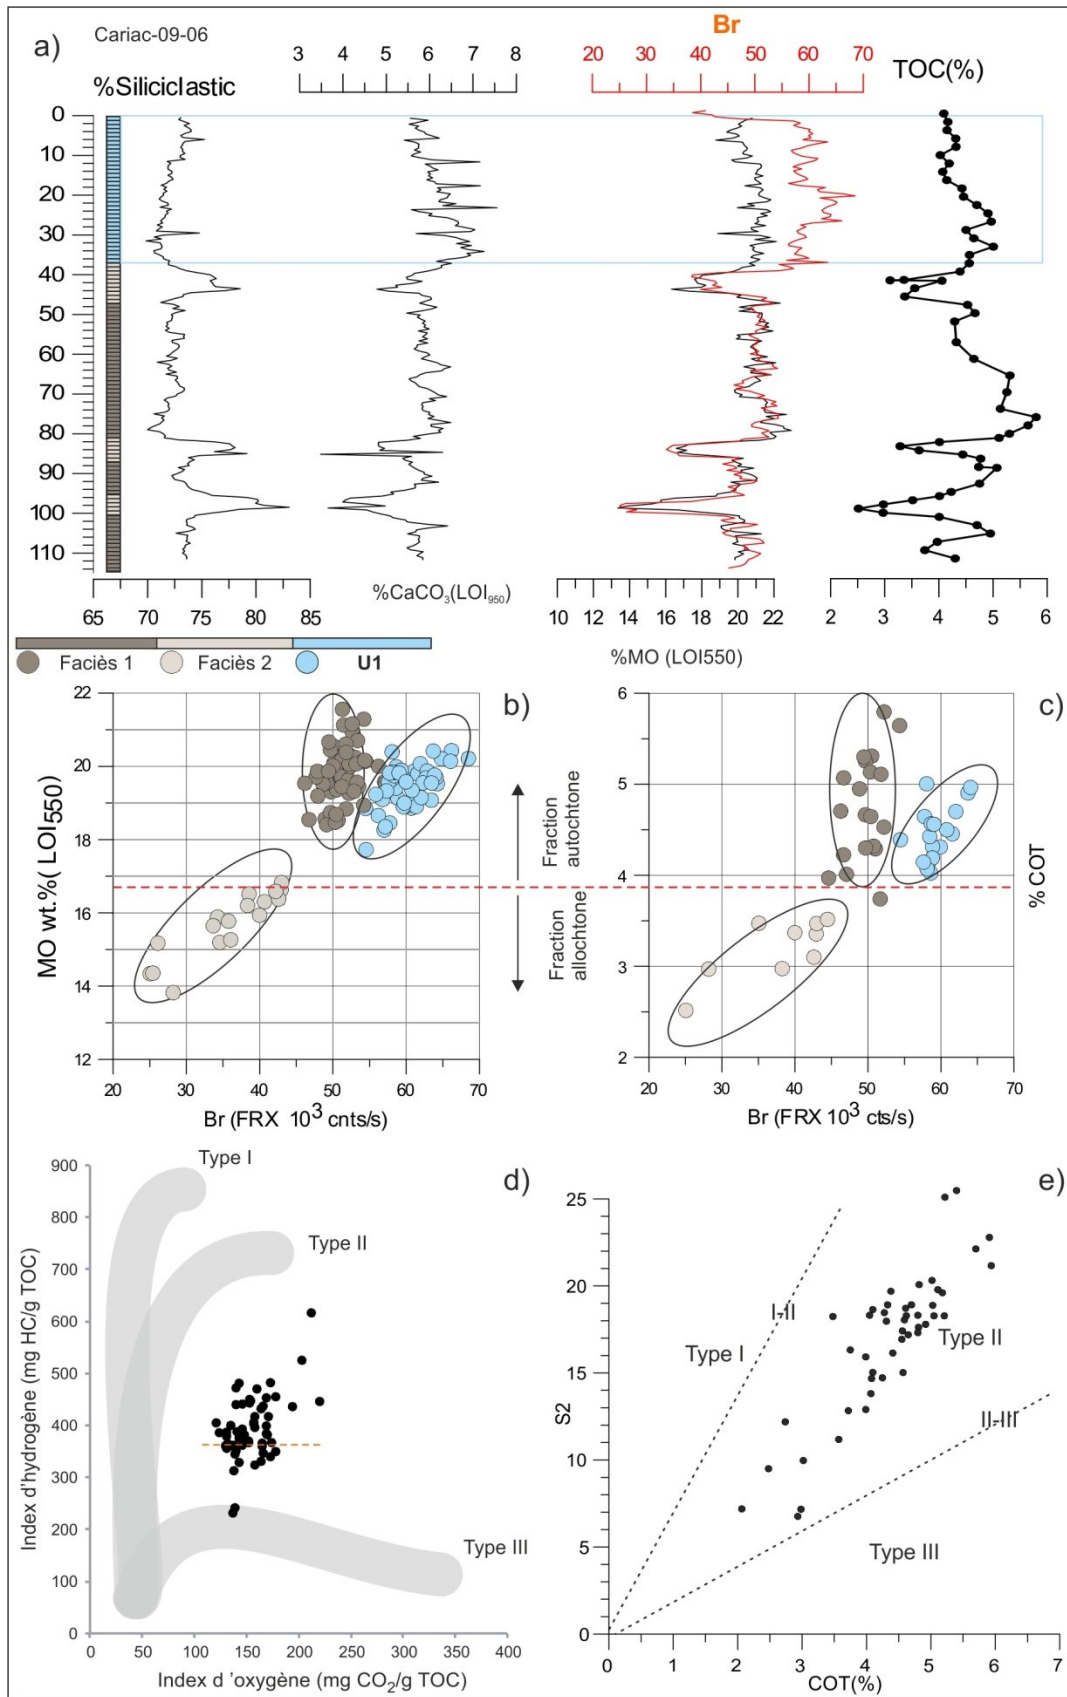 a)
Cariac-09-06
%Siliciclastic
3 4 5 6 7 8
Br
20 30 40 50 60 70
TOC(%)
0
10
20
30
40
50
60
70
80
90
100
110
65 67 70 72 75 77 80 82 85
%CaCO3(LOI950)
10 12 13 14 16 18 19 20 21 22
2 3 4 5 6
%MO (LOI550)
Faciès 1 Faciès 2 U1
b)
22
20
18
16
14
12
MO wt.%( LOI550)
20 30 40 50 60 70
Br (FRX 10³ cnts/s)
Fraction autochtone
Fraction allochtone
c)
6
5
4
3
2
% COT
20 30 40 50 60 70
Br (FRX 10³ cts/s)
d)
900
800
700
600
500
400
300
200
100
0
Index d'hydrogène (mg HC/g TOC)
Type I
Type II
Type III
0 50 100 150 200 250 300 350 400
Index d 'oxygène (mg CO2/g TOC)
e)
25
20
15
10
5
0
S2
I-II
Type I
Type II
II-III
Type III
0 1 2 3 4 5 6 7
COT(%)